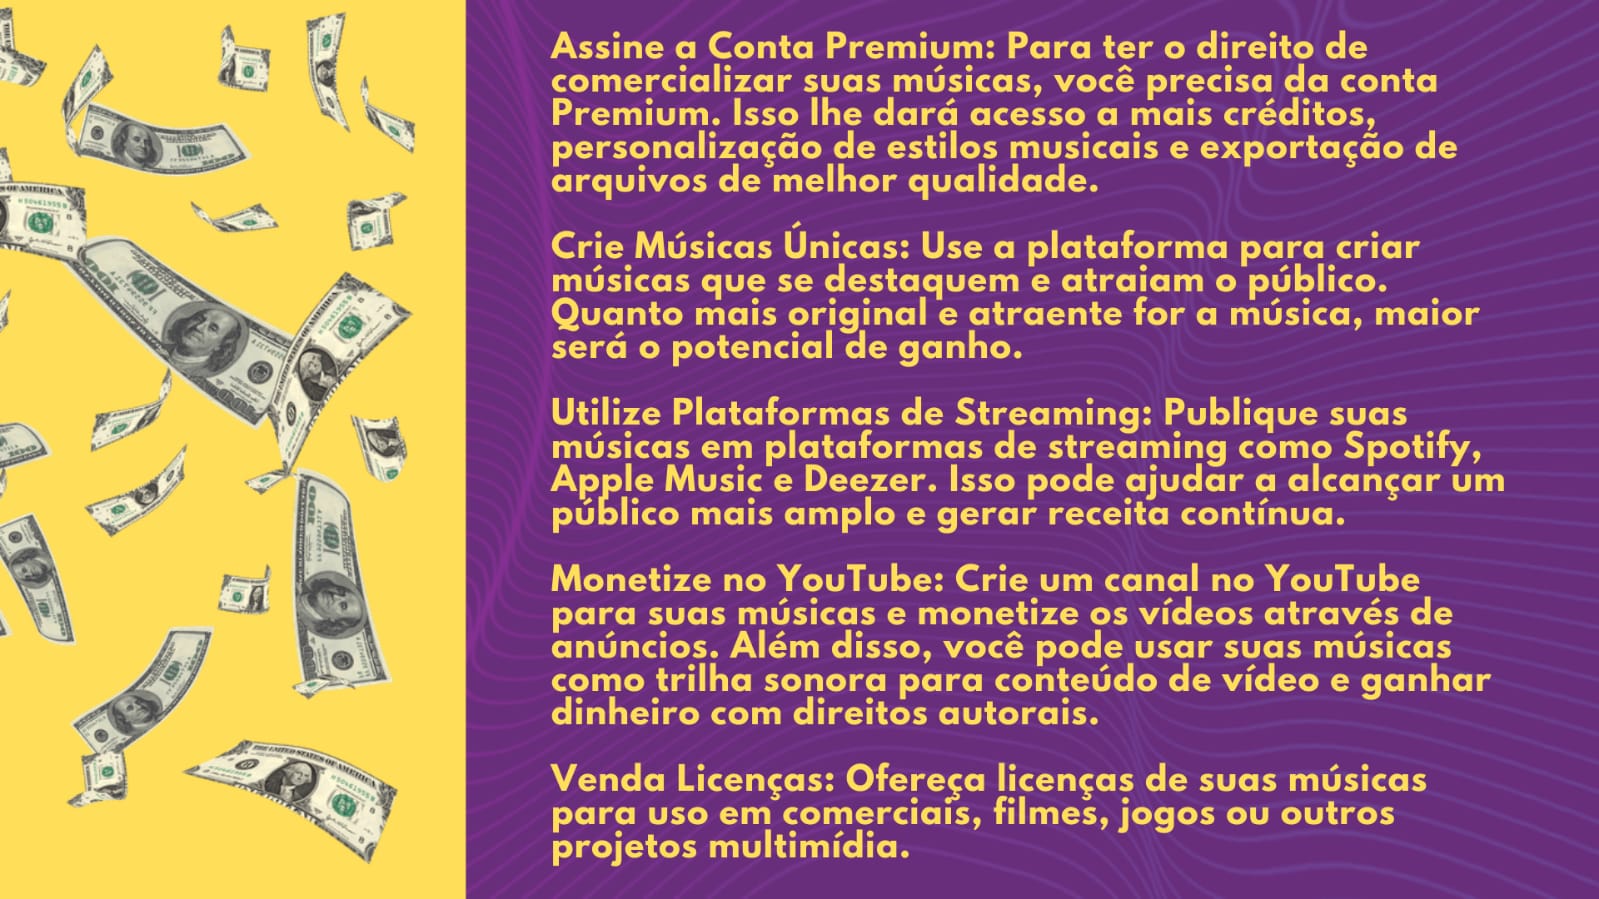 Assine a Conta Premium: Para ter o direito de
comercializar suas músicas, você precisa da conta
Premium. Isso lhe dará acesso a mais créditos,
personalização de estilos musicais e exportação de
arquivos de melhor qualidade.
Crie Músicas Únicas: Use a plataforma para criar
músicas que se destaquem e atraiam o público.
Quanto mais original e atraente for a música, maior
será o potencial de ganho.
Utilize Plataformas de Streaming: Publique suas
músicas em plataformas de streaming como Spotify,
Apple Music e Deezer. Isso pode ajudar a alcançar um
público mais amplo e gerar receita contínua.
Monetize no YouTube: Crie um canal no YouTube
para suas músicas e monetize os vídeos através de
anúncios. Além disso, você pode usar suas músicas
como trilha sonora para conteúdo de vídeo e ganhar
dinheiro com direitos autorais.
Venda Licenças: Ofereça licenças de suas músicas
para uso em comerciais, filmes, jogos ou outros
projetos multimídia.